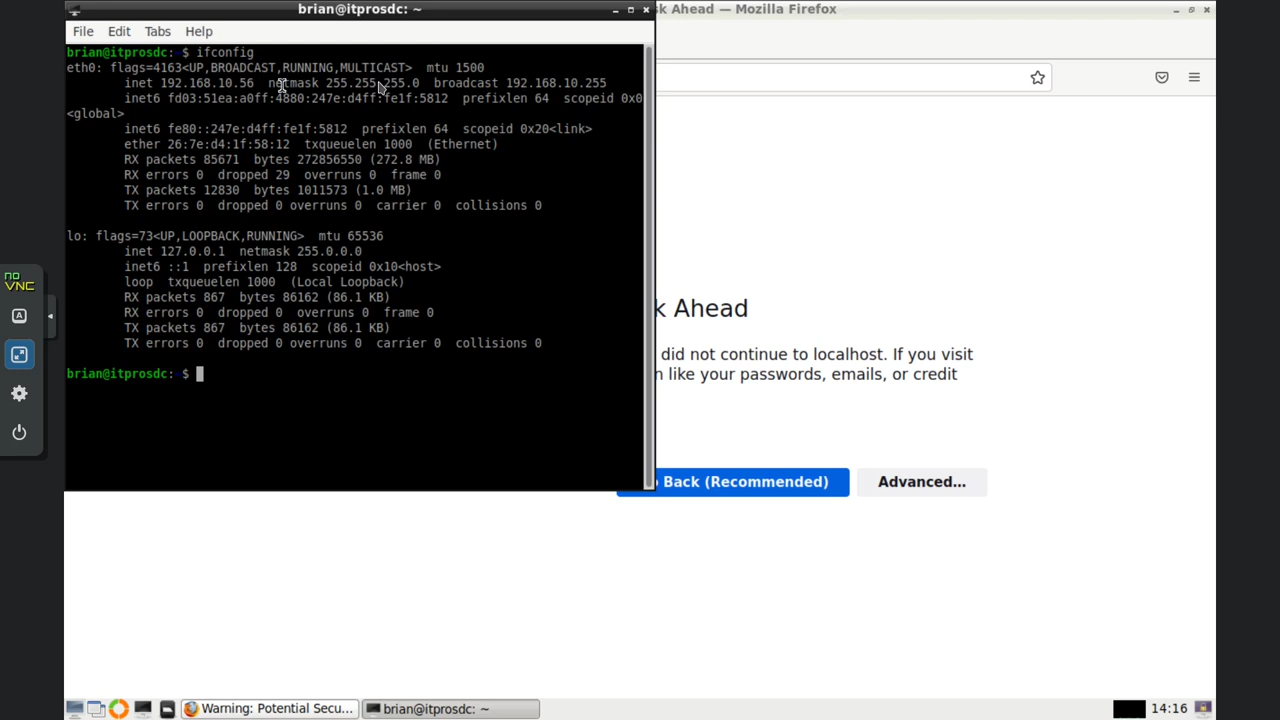 brian@itprosdc: ~
k Ahead — Mozilla Firefox
File Edit Tabs Help
brian@itprosdc:~$ ifconfig
eth0: flags=4163<UP,BROADCAST,RUNNING,MULTICAST> mtu 1500
inet 192.168.10.56 netmask 255.255.255.0 broadcast 192.168.10.255
inet6 fd03:51ea:a0ff:4880:247e:d4ff:fe1f:5812 prefixlen 64 scopeid 0x0
<global>
inet6 fe80::247e:d4ff:fe1f:5812 prefixlen 64 scopeid 0x20<link>
ether 26:7e:d4:1f:58:12 txqueuelen 1000 (Ethernet)
RX packets 85671 bytes 272856550 (272.8 MB)
RX errors 0 dropped 29 overruns 0 frame 0
TX packets 12830 bytes 1011573 (1.0 MB)
TX errors 0 dropped 0 overruns 0 carrier 0 collisions 0
lo: flags=73<UP,LOOPBACK,RUNNING> mtu 65536
inet 127.0.0.1 netmask 255.0.0.0
inet6 ::1 prefixlen 128 scopeid 0x10<host>
loop txqueuelen 1000 (Local Loopback)
RX packets 867 bytes 86162 (86.1 KB)
RX errors 0 dropped 0 overruns 0 frame 0
TX packets 867 bytes 86162 (86.1 KB)
TX errors 0 dropped 0 overruns 0 carrier 0 collisions 0
brian@itprosdc:~$
no
VNC
A
k Ahead
did not continue to localhost. If you visit
n like your passwords, emails, or credit
Back (Recommended)
Advanced...
Warning: Potential Secu...
brian@itprosdc: ~
14:16